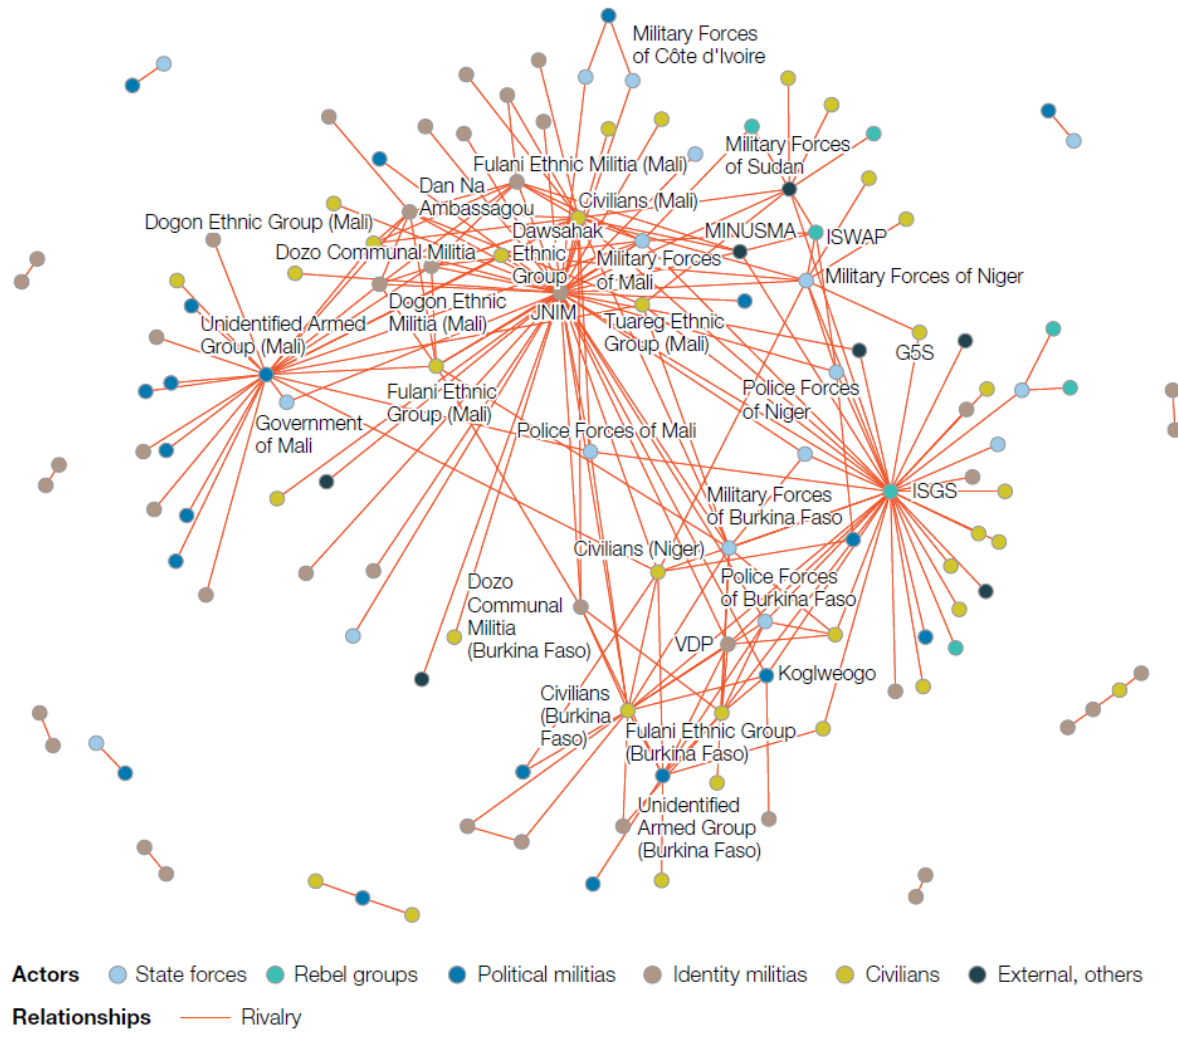 Military Forces
of Côte d'Ivoire
Military Forces
of Sudan
Fulani Ethnic Militia (Mali)
Dan Na
Ambassagou
Civilians (Mali)
Dogon Ethnic Group (Mali)
Dawsahak
Ethnic
Group
MINUSMA
ISWAP
Dozo Communal Militia
Military Forces
of Mali
Military Forces of Niger
Dogon Ethnic
Militia (Mali)
JNIM
Unidentified Armed
Group (Mali)
Tuareg Ethnic
Group (Mali)
G5S
Fulani Ethnic
Group (Mali)
Police Forces
of Niger
Government
of Mali
Police Forces of Mali
ISGS
Military Forces
of Burkina Faso
Civilians (Niger)
Dozo
Communal
Militia
(Burkina Faso)
Police Forces
of Burkina Faso
VDP
Koglweogo
Civilians
(Burkina
Faso)
Fulani Ethnic Group
(Burkina Faso)
Unidentified
Armed Group
(Burkina Faso)
Actors State forces Rebel groups Political militias Identity militias Civilians External, others
Relationships Rivalry